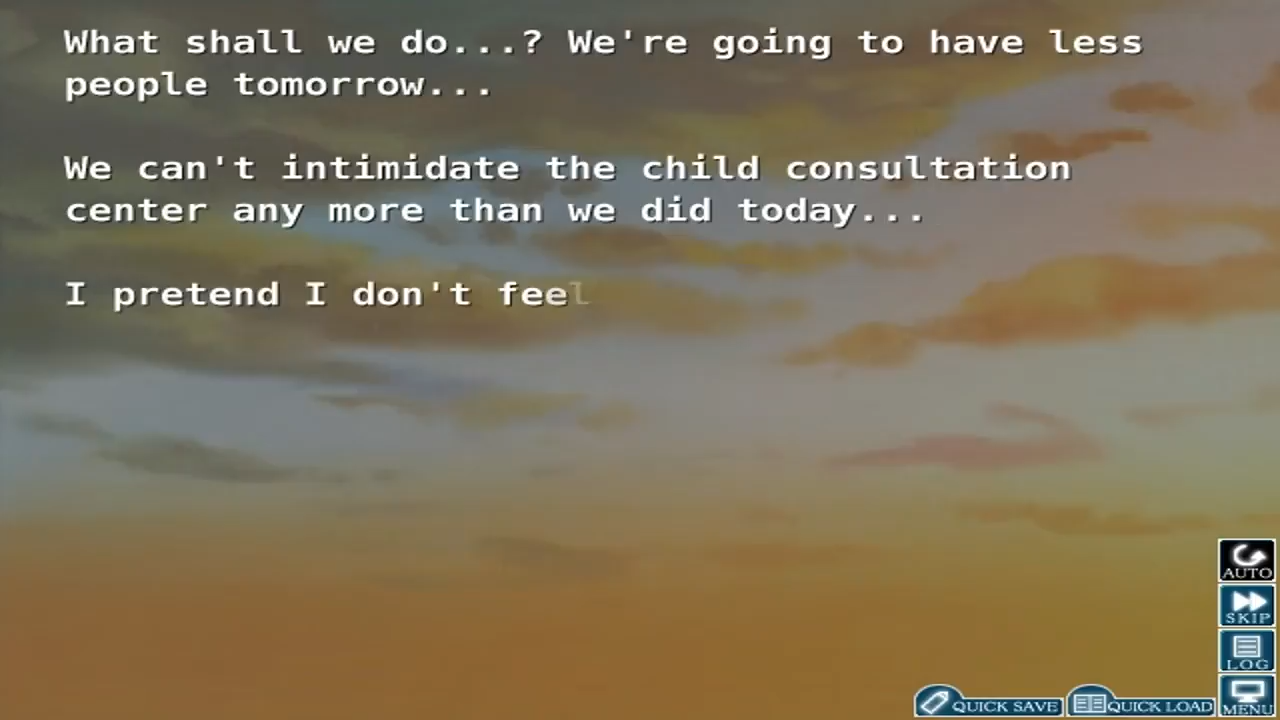 What shall we do...? We're going to have less
people tomorrow...
We can't intimidate the child consultation
center any more than we did today...
I pretend I don't feel
AUTO
SKIP
LOG
QUICK SAVE
QUICK LOAD
MENU